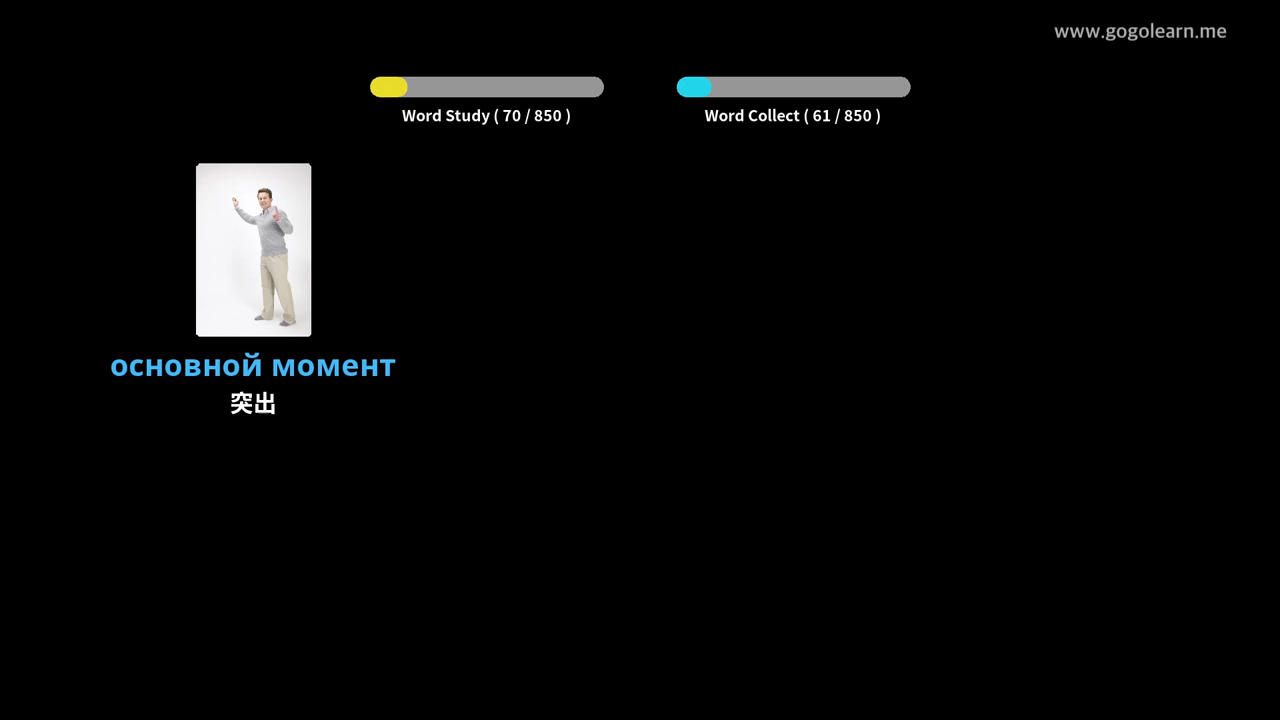 www.gogolearn.me
Word Study ( 70 / 850 )
Word Collect ( 61 / 850 )
основной момент
突出